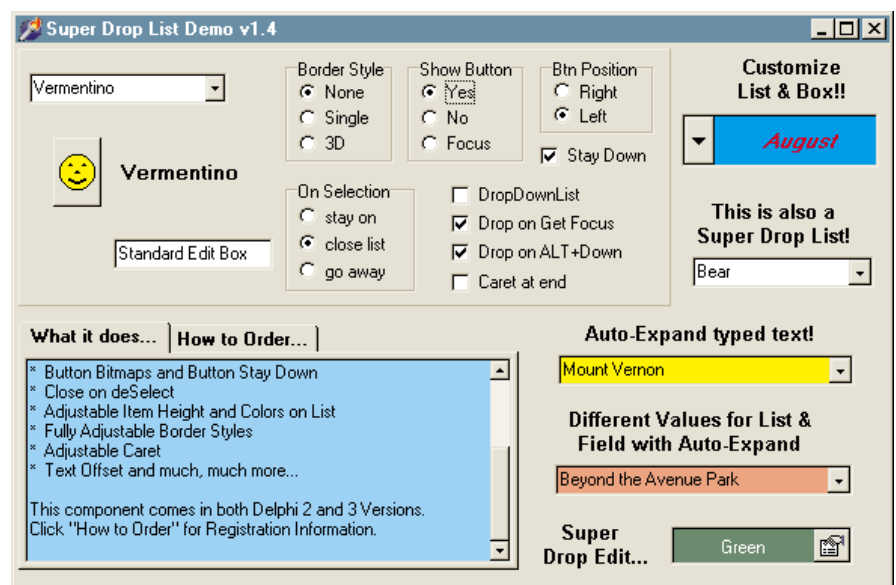 Super Drop List Demo v1.4
Vermentino
Vermentino
Standard Edit Box
Border Style
None
Single
3D
Show Button
Yes
No
Focus
Btn Position
Right
Left
Stay Down
On Selection
stay on
close list
go away
DropDownList
Drop on Get Focus
Drop on ALT+Down
Caret at end
Customize
List & Box!!
August
This is also a
Super Drop List!
Bear
What it does...
How to Order...
* Button Bitmaps and Button Stay Down
* Close on deSelect
* Adjustable Item Height and Colors on List
* Fully Adjustable Border Styles
* Adjustable Caret
* Text Offset and much, much more...
This component comes in both Delphi 2 and 3 Versions.
Click "How to Order" for Registration Information.
Auto-Expand typed text!
Mount Vernon
Different Values for List &
Field with Auto-Expand
Beyond the Avenue Park
Super
Drop Edit...
Green